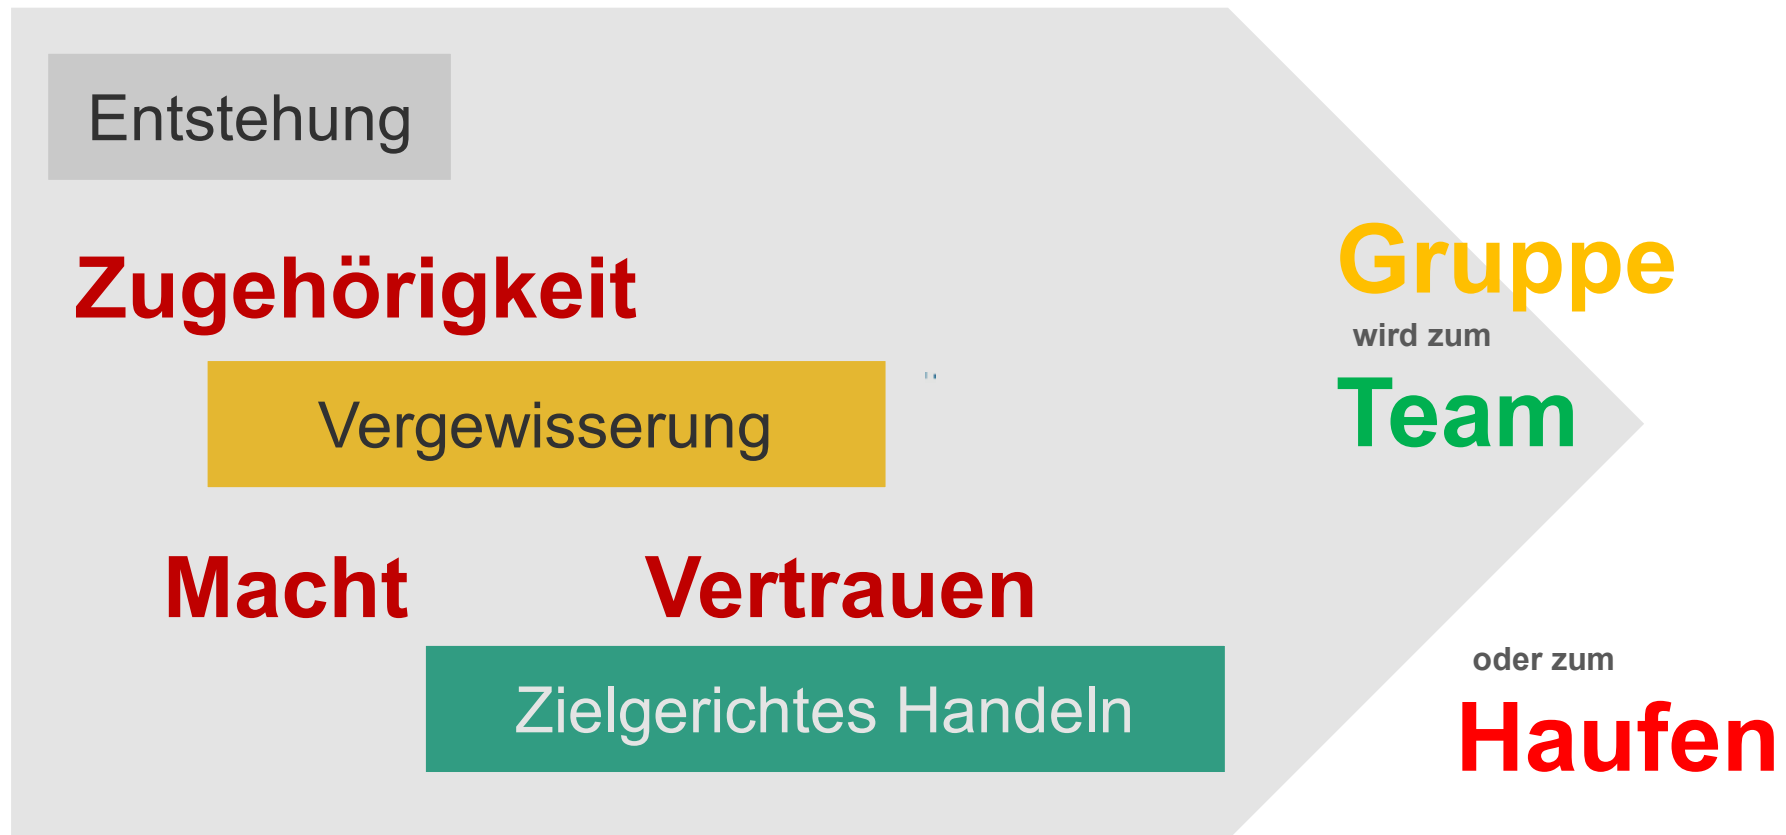 Entstehung
Zugehörigkeit
Vergewisserung
Macht
Vertrauen
Zielgerichtes Handeln
Gruppe
wird zum
Team
oder zum
Haufen